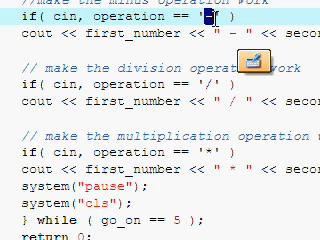 //make the minus operation work
if( cin, operation == '-' )
cout << first_number << " - " << secon
// make the division operation work
if( cin, operation == '/' )
cout << first_number << " / " << secon
// make the multiplication operation
if( cin, operation == '*' )
cout << first_number << " * " << secon
system("pause");
system("cls");
} while ( go_on == 5 );
return 0;